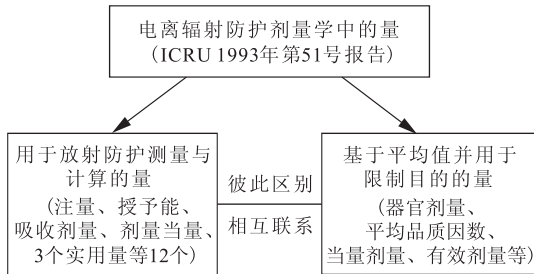 电离辐射防护剂量学中的量
(ICRU 1993年第51号报告)
用于放射防护测量与
计算的量
(注量、授予能、
吸收剂量、剂量当量、
3个实用量等12个)
彼此区别
相互联系
基于平均值并用于
限制目的的量
(器官剂量、
平均品质因数、
当量剂量、有效剂量等)